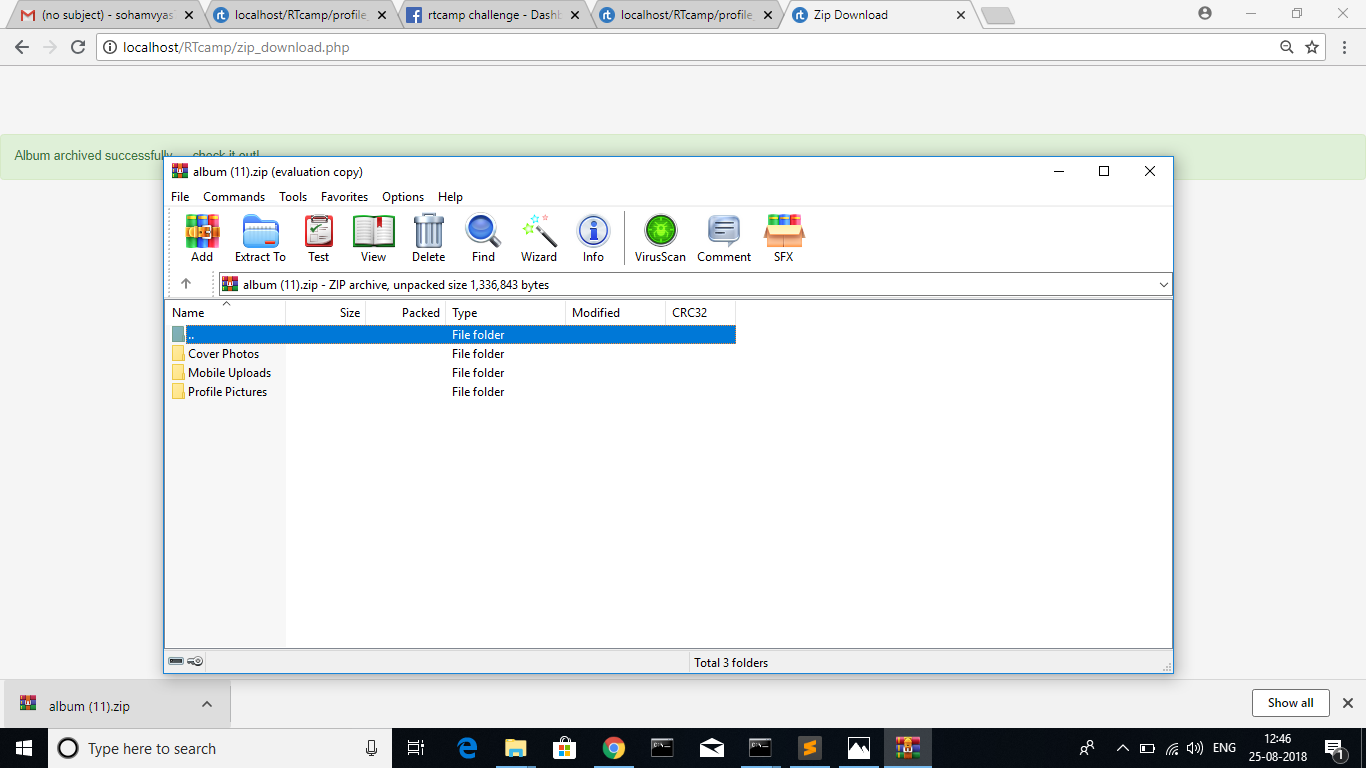 (no subject) - sohamvyas
localhost/RTcamp/profile
rtcamp challenge - Dashb
localhost/RTcamp/profile
Zip Download
localhost/RTcamp/zip_download.php
Album archived successfully check it out!
album (11).zip (evaluation copy)
File Commands Tools Favorites Options Help
Add Extract To Test View Delete Find Wizard Info VirusScan Comment SFX
album (11).zip - ZIP archive, unpacked size 1,336,843 bytes
Name Size Packed Type Modified CRC32
.. File folder
Cover Photos File folder
Mobile Uploads File folder
Profile Pictures File folder
Total 3 folders
album (11).zip
Show all
Type here to search
ENG
12:46
25-08-2018
1